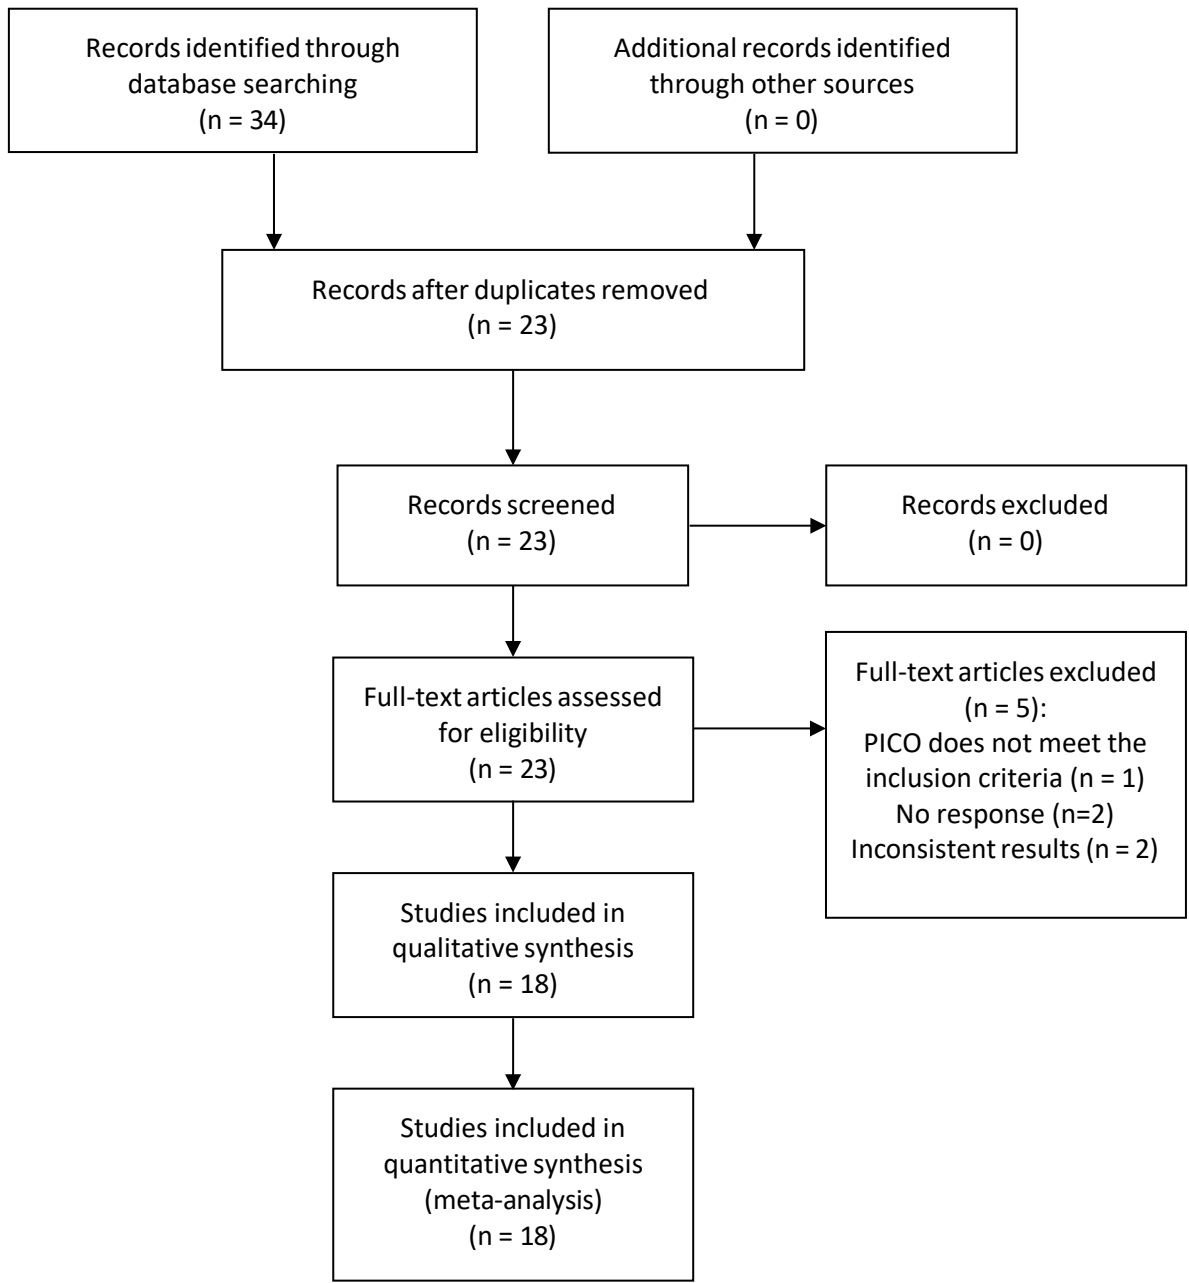 Records identified through
database searching
(n = 34)
Additional records identified
through other sources
(n = 0)
Records after duplicates removed
(n = 23)
Records screened
(n = 23)
Records excluded
(n = 0)
Full-text articles assessed
for eligibility
(n = 23)
Full-text articles excluded
(n = 5):
PICO does not meet the
inclusion criteria (n = 1)
No response (n=2)
Inconsistent results (n = 2)
Studies included in
qualitative synthesis
(n = 18)
Studies included in
quantitative synthesis
(meta-analysis)
(n = 18)